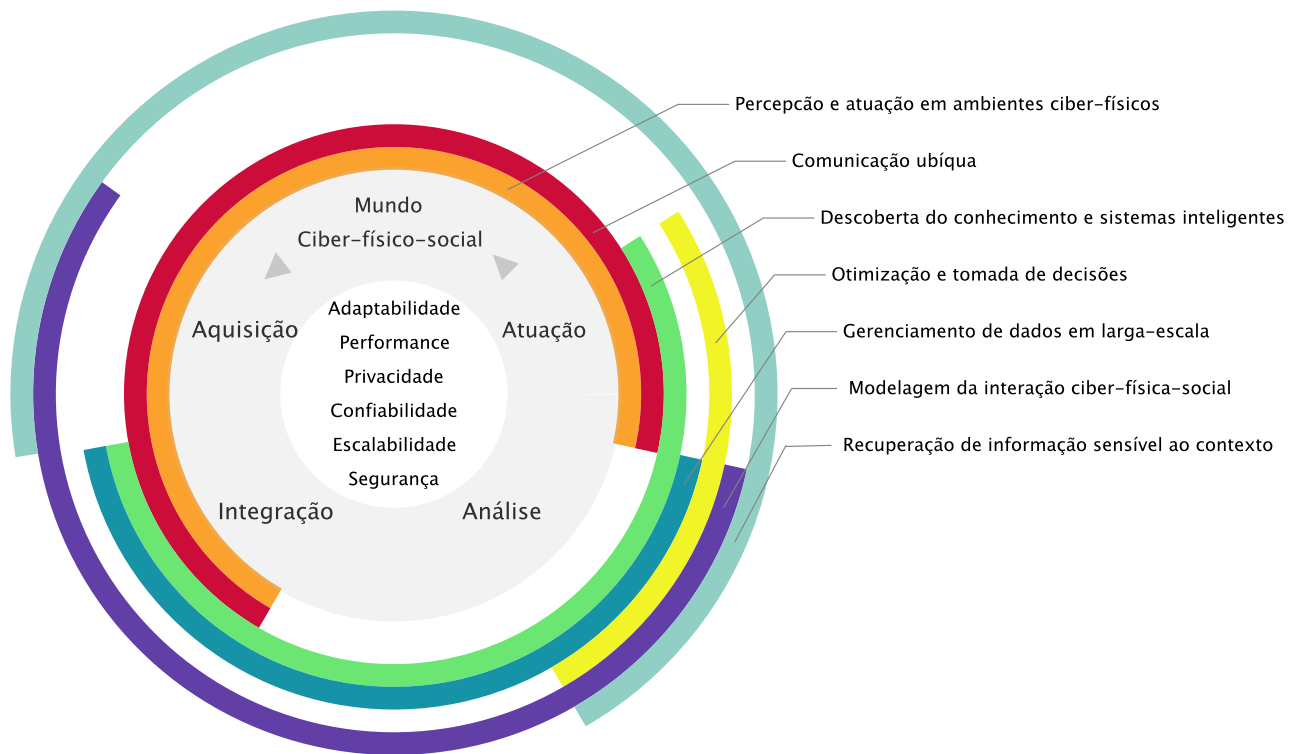 Percepcão e atuação em ambientes ciber-físicos
Comunicação ubíqua
Descoberta do conhecimento e sistemas inteligentes
Otimização e tomada de decisões
Gerenciamento de dados em larga-escala
Modelagem da interação ciber-física-social
Recuperação de informação sensível ao contexto
Mundo
Ciber-físico-social
Aquisição
Atuação
Integração
Análise
Adaptabilidade
Performance
Privacidade
Confiabilidade
Escalabilidade
Segurança